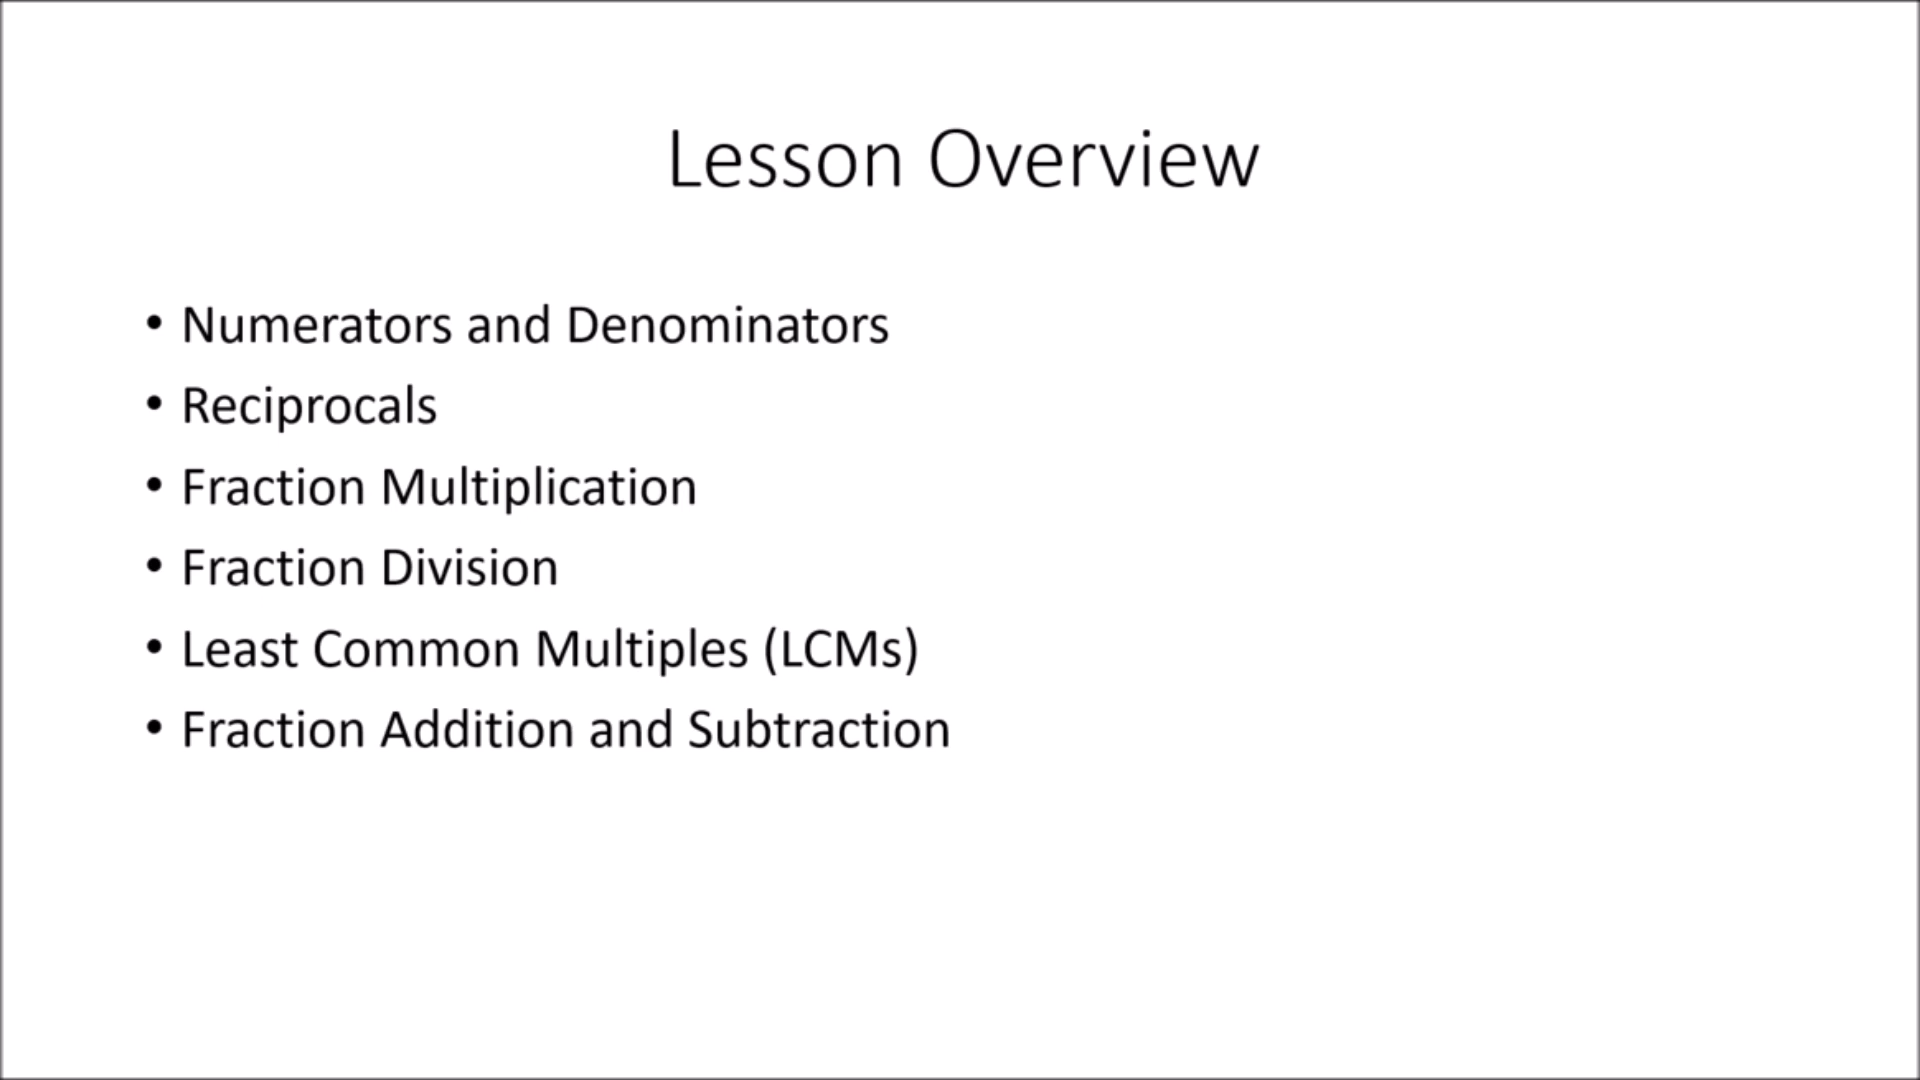 Lesson Overview
• Numerators and Denominators
• Reciprocals
• Fraction Multiplication
• Fraction Division
• Least Common Multiples (LCMs)
• Fraction Addition and Subtraction